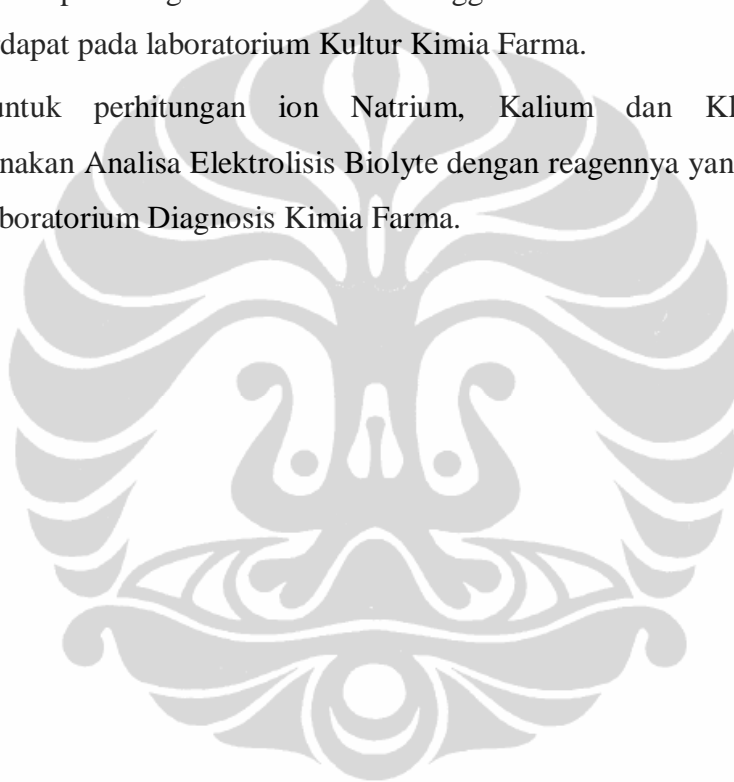 dapat pada laboratorium Kultur Kimia Farma.
untuk perhitungan ion Natrium, Kalium dan
nakan Analisa Elektrolisis Biolyte dengan reagennya
boratorium Diagnosis Kimia Farma.